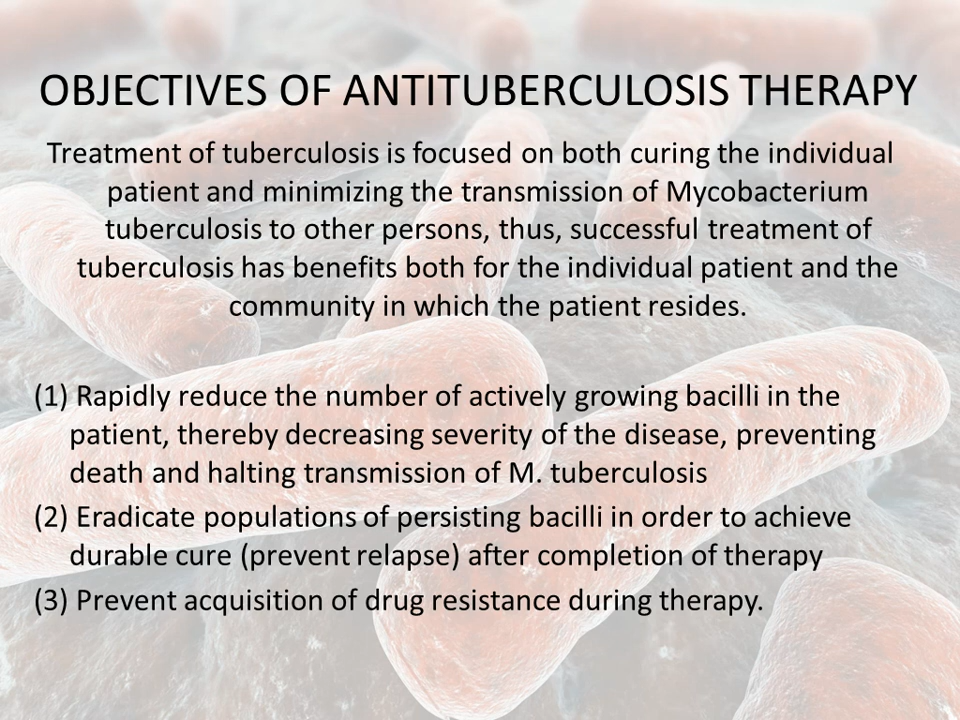 OBJECTIVES OF ANTITUBERCULOSIS THERAPY
Treatment of tuberculosis is focused on both curing the individual
patient and minimizing the transmission of Mycobacterium
tuberculosis to other persons, thus, successful treatment of
tuberculosis has benefits both for the individual patient and the
community in which the patient resides.
(1) Rapidly reduce the number of actively growing bacilli in the
patient, thereby decreasing severity of the disease, preventing
death and halting transmission of M. tuberculosis
(2) Eradicate populations of persisting bacilli in order to achieve
durable cure (prevent relapse) after completion of therapy
(3) Prevent acquisition of drug resistance during therapy.